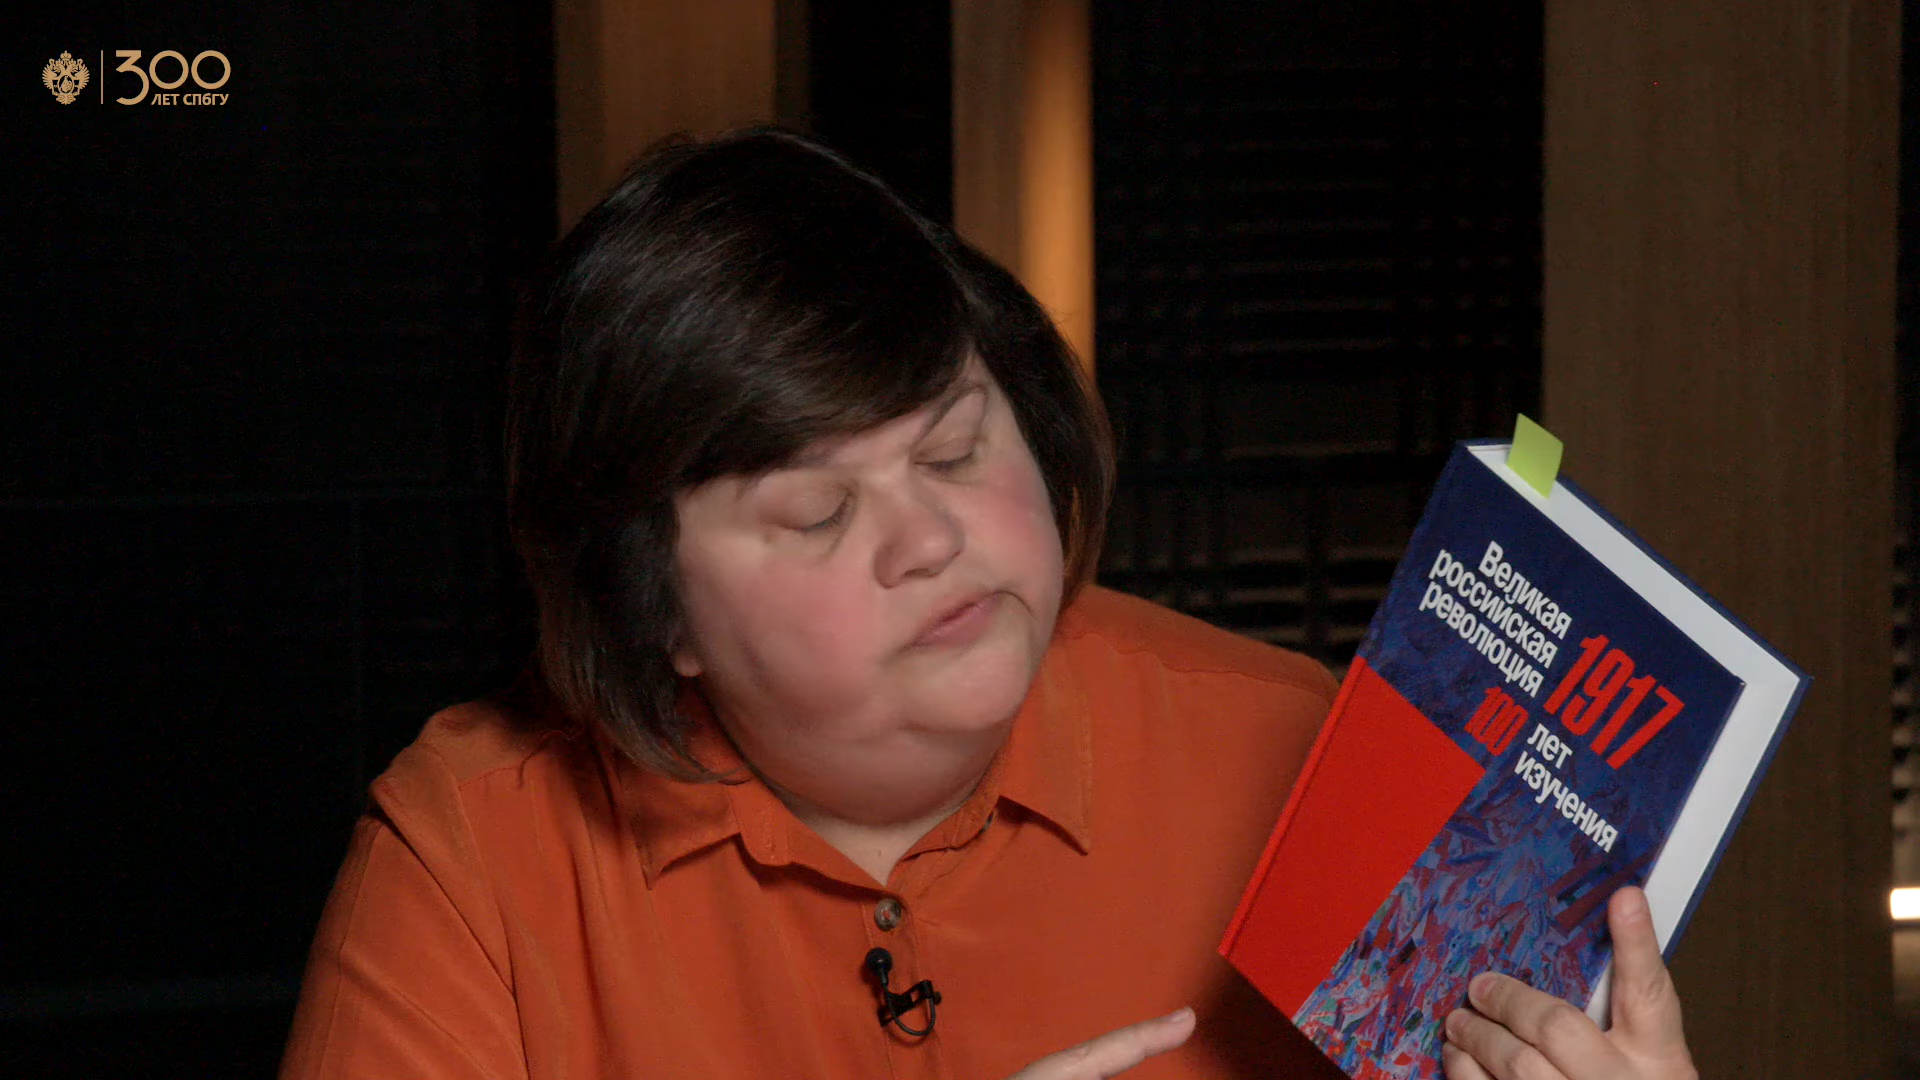 300
ЛЕТ СПБГУ
Великая
российская
революция
1917
100 лет
изучения